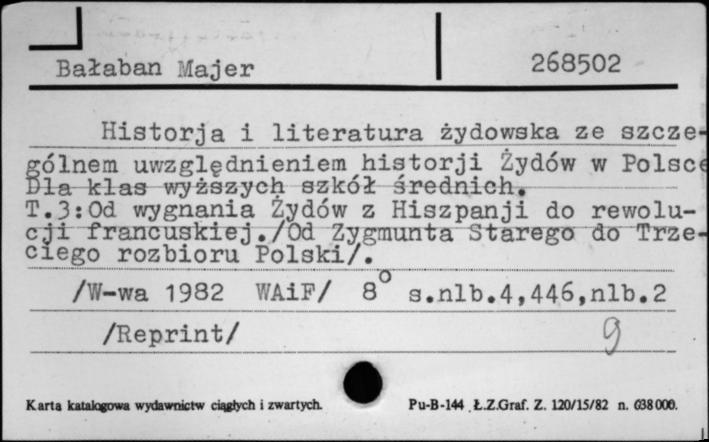 Bałaban Majer
268502
Historja i literatura żydowska ze szcze-
gólnem uwzględnieniem historji Żydów w Polsce
Dla klas wyższych szkół średnich.
T.3:Od wygnania Żydów z Hiszpanji do rewolu-
cji francuskiej./Od Zygmunta Starego do Trze-
ciego rozbioru Polski/.
/W-wa 1982 WAiF/ 8° s.nlb.4,446,nlb.2
/Reprint/ 9
Karta katalogowa wydawnictw ciągłych i zwartych.
Pu-B-144 Ł.Z.Graf. Z. 120/15/82 n. 638000.